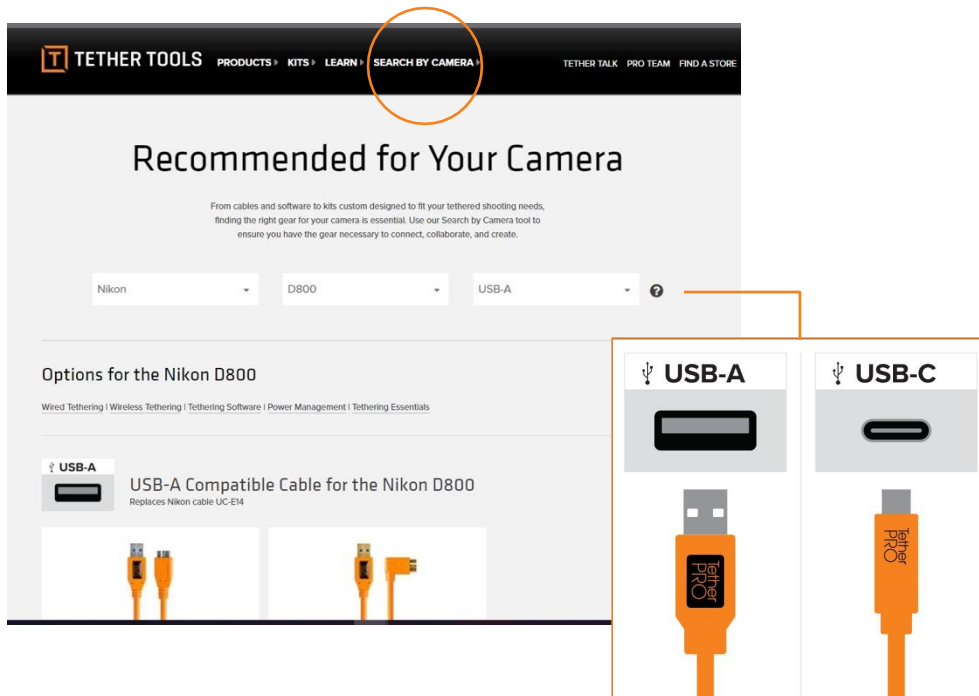 TETHER TOOLS PRODUCTS KITS LEARN SEARCH BY CAMERA TETHER TALK PRO TEAM FIND A STORE
Recommended for Your Camera
From cables and software to kits custom designed to fit your tethered shooting needs,
finding the right gear for your camera is essential. Use our Search by Camera tool to
ensure you have the gear necessary to connect, collaborate, and create.
Nikon D800 USB-A ?
Options for the Nikon D800
Wired Tethering | Wireless Tethering | Tethering Software | Power Management | Tethering Essentials
USB-A
USB-A Compatible Cable for the Nikon D800
Replaces Nikon cable UC-E14
USB-A USB-C
Tether
PRO
Tether
PRO